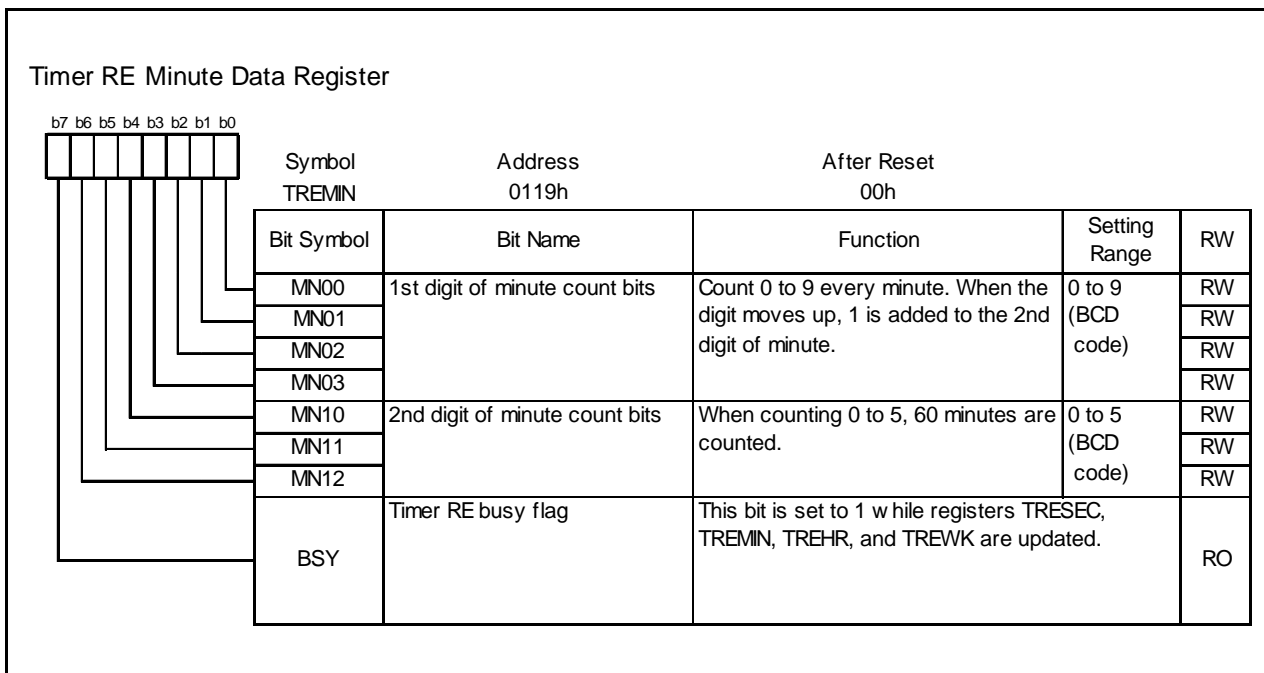 Timer RE Minute Data Register
b7 b6 b5 b4 b3 b2 b1 b0
Symbol Address After Reset
TREMIN 0119h 00h
Bit Symbol Bit Name Function Setting Range RW
MN00 1st digit of minute count bits Count 0 to 9 every minute. When the 0 to 9 RW
MN01 digit moves up, 1 is added to the 2nd (BCD RW
MN02 digit of minute. code) RW
MN03 RW
MN10 2nd digit of minute count bits When counting 0 to 5, 60 minutes are 0 to 5 RW
MN11 counted. (BCD RW
MN12 code) RW
Timer RE busy flag This bit is set to 1 while registers TRESEC,
TREMIN, TREHR, and TREWK are updated.
BSY RO